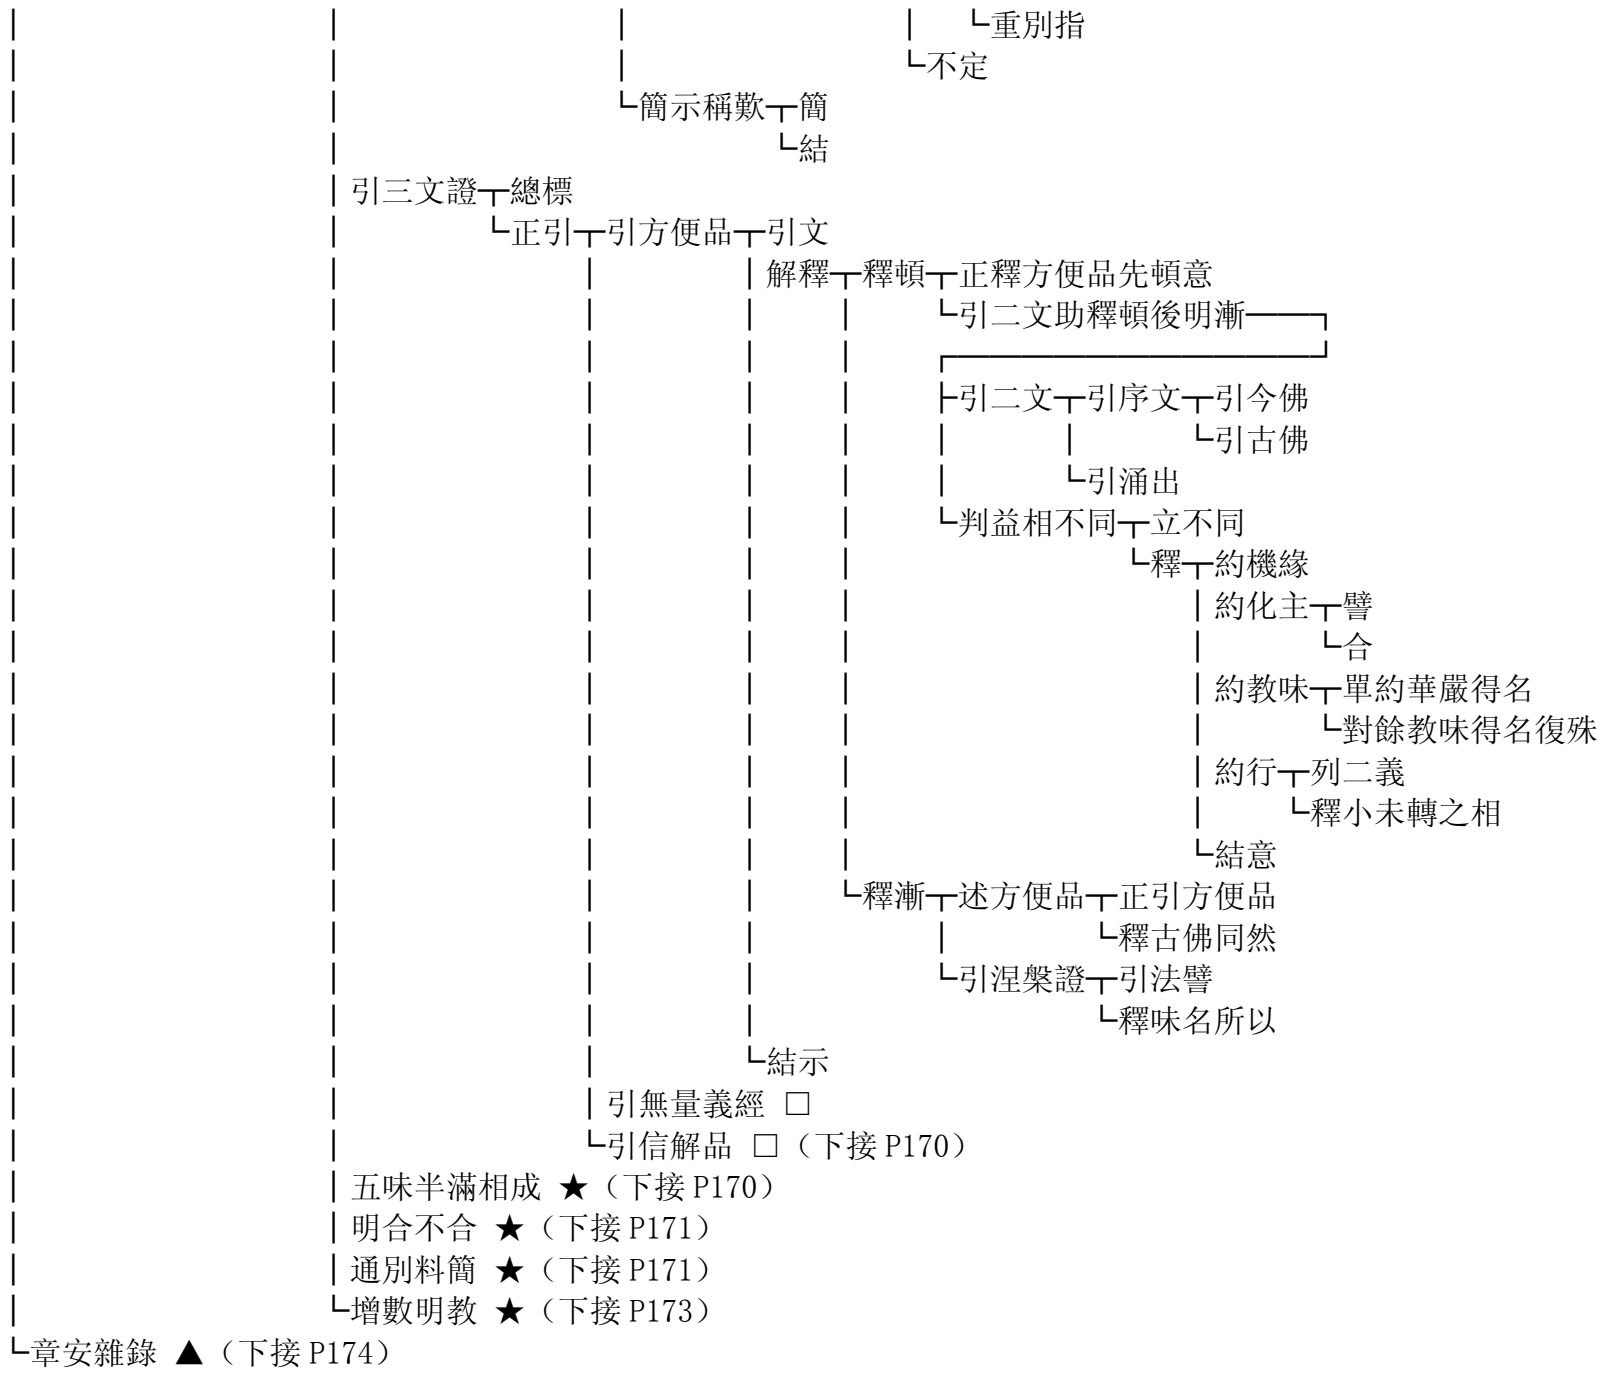 │ │ │ │ └重別指
│ │ │ └不定
│ │ └簡示稱歎┬簡
│ │ └結
│ │引三文證┬總標
│ │ └正引┬引方便品┬引文
│ │ │ │解釋┬釋頓┬正釋方便品先頓意
│ │ │ │ │ └引二文助釋頓後明漸──┐
│ │ │ │ │ ┌────────────┘
│ │ │ │ │ ├引二文┬引序文┬引今佛
│ │ │ │ │ │ │ └引古佛
│ │ │ │ │ │ └引涌出
│ │ │ │ │ └判益相不同┬立不同
│ │ │ │ │ └釋┬約機緣
│ │ │ │ │ │約化主┬譬
│ │ │ │ │ │ └合
│ │ │ │ │ │約教味┬單約華嚴得名
│ │ │ │ │ │ └對餘教味得名復殊
│ │ │ │ │ │約行┬列二義
│ │ │ │ │ │ └釋小未轉之相
│ │ │ │ │ └結意
│ │ │ │ └釋漸┬述方便品┬正引方便品
│ │ │ │ │ └釋古佛同然
│ │ │ │ └引涅槃證┬引法譬
│ │ │ │ └釋味名所以
│ │ │ └結示
│ │ │引無量義經 □
│ │ └引信解品 □（下接 P170）
│ │五味半滿相成 ★（下接 P170）
│ │明合不合 ★（下接 P171）
│ │通別料簡 ★（下接 P171）
│ └增數明教 ★（下接 P173）
└章安雜錄 ▲（下接 P174）